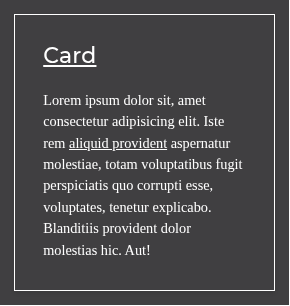 Card
Lorem ipsum dolor sit, amet
consectetur adipisicing elit. Iste
rem aliquid provident aspernatur
molestiae, totam voluptatibus fugit
perspiciatis quo corrupti esse,
voluptates, tenetur explicabo.
Blanditiis provident dolor
molestias hic. Aut!